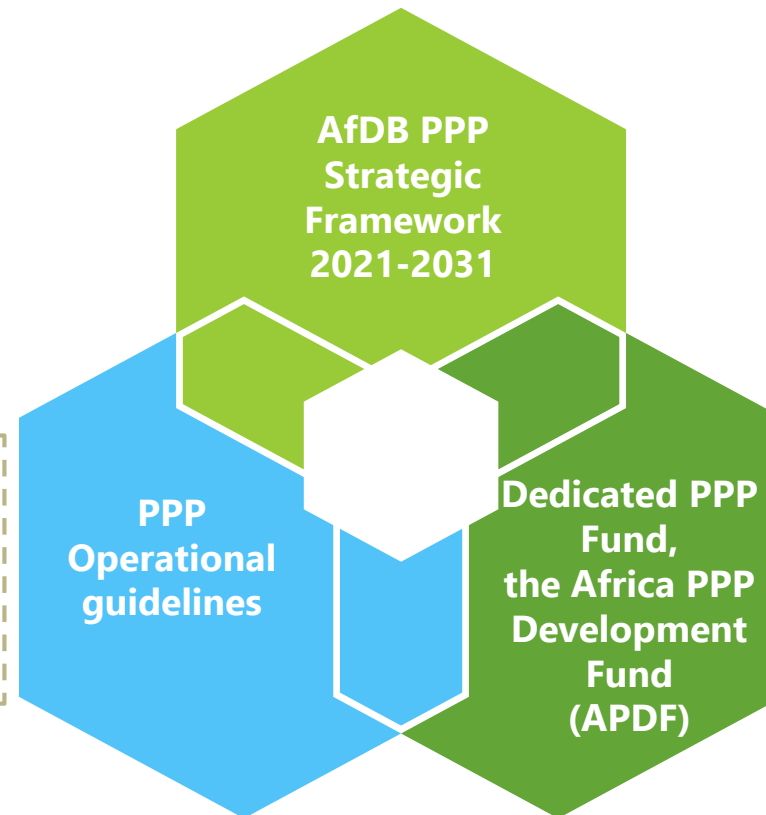 AfDB PPP
Strategic
Framework
2021-2031
PPP
Operational
guidelines
Dedicated PPP
Fund,
the Africa PPP
Development
Fund
(APDF)